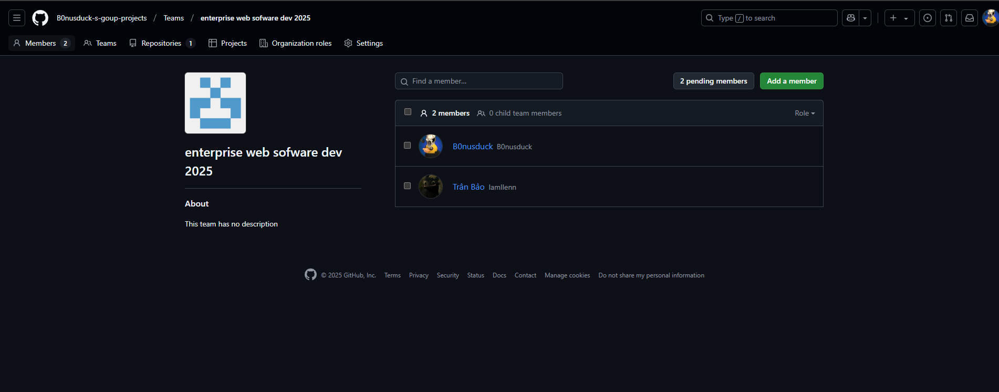 B0nusduck-s-goup-projects / Teams / enterprise web sofware dev 2025
Type / to search
Members 2 Teams Repositories 1 Projects Organization roles Settings
enterprise web sofware dev
2025
About
This team has no description
Find a member...
2 pending members
Add a member
2 members 0 child team members Role
B0nusduck B0nusduck
Trân Bảo lamllenn
© 2025 GitHub, Inc. Terms Privacy Security Status Docs Contact Manage cookies Do not share my personal information